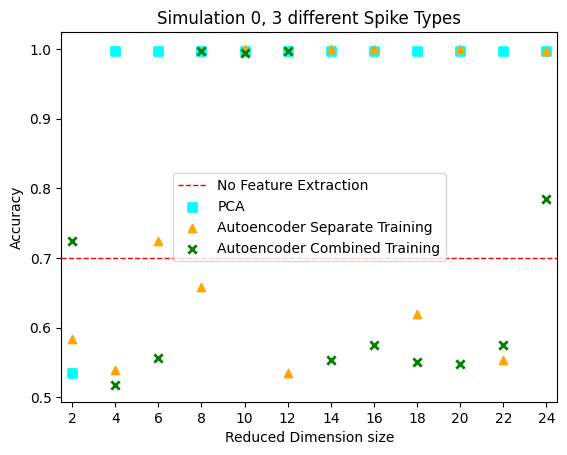 Simulation 0, 3 different Spike Types
1.0
0.9
0.8
0.7
0.6
0.5
Accuracy
No Feature Extraction
PCA
Autoencoder Separate Training
Autoencoder Combined Training
2 4 6 8 10 12 14 16 18 20 22 24
Reduced Dimension size